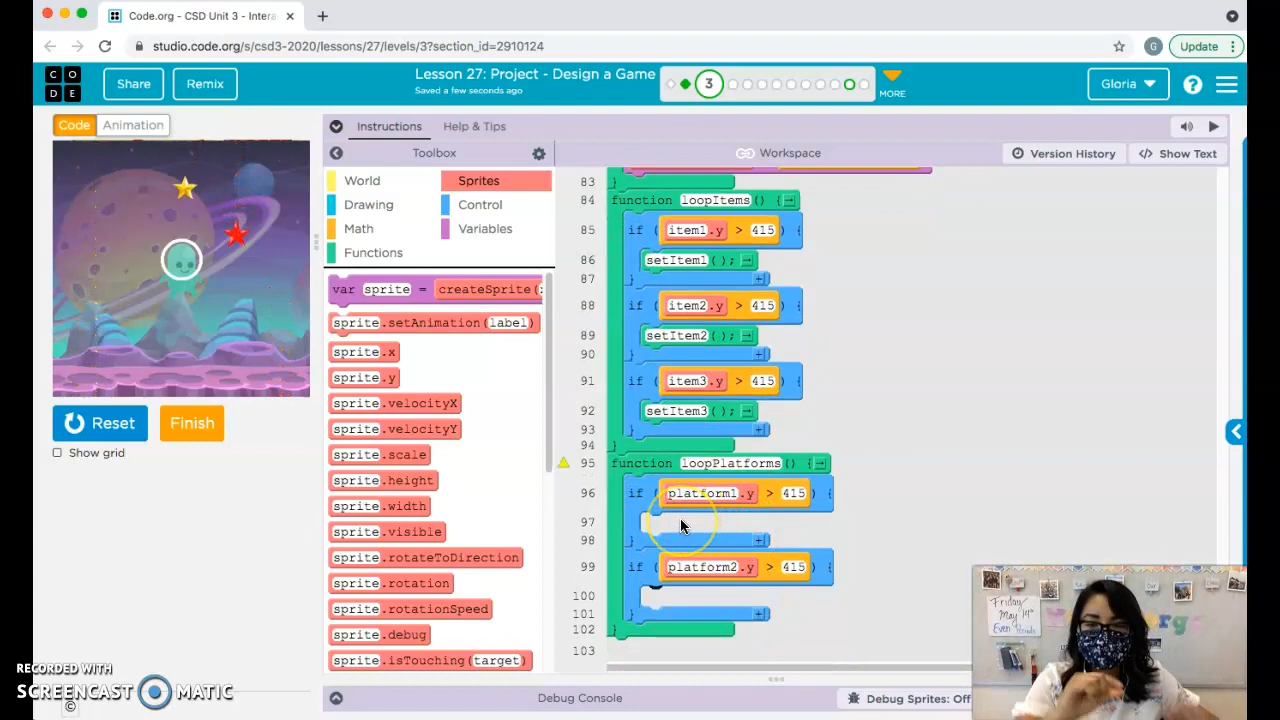 Code.org - CSD Unit 3 - Intera
studio.code.org/s/csd3-2020/lessons/27/levels/3?section_id=2910124
G
Update
CO
DE
Share
Remix
Lesson 27: Project - Design a Game
Saved a few seconds ago
3
MORE
Gloria
?
Code
Animation
Instructions
Help & Tips
Toolbox
Workspace
Version History
</> Show Text
World
Sprites
Drawing
Control
Math
Variables
Functions
var sprite = createSprite(
sprite.setAnimation(label)
sprite.x
sprite.y
sprite.velocityX
sprite.velocityY
sprite.scale
sprite.height
sprite.width
sprite.visible
sprite.rotateToDirection
sprite.rotation
sprite.rotationSpeed
sprite.debug
sprite.isTouching(target)
83 }
84 function loopItems() {
85 if (item1.y > 415) {
86 setItem1();
87 }
88 if (item2.y > 415) {
89 setItem2();
90 }
91 if (item3.y > 415) {
92 setItem3();
93 }
94 }
95 function loopPlatforms() {
96 if (platform1.y > 415) {
97
98 }
99 if (platform2.y > 415) {
100
101 }
102 }
103
Reset
Finish
Show grid
Debug Console
Debug Sprites: Off
Friday
May 14th
Even Periods
RECORDED WITH
SCREENCAST MATIC
©